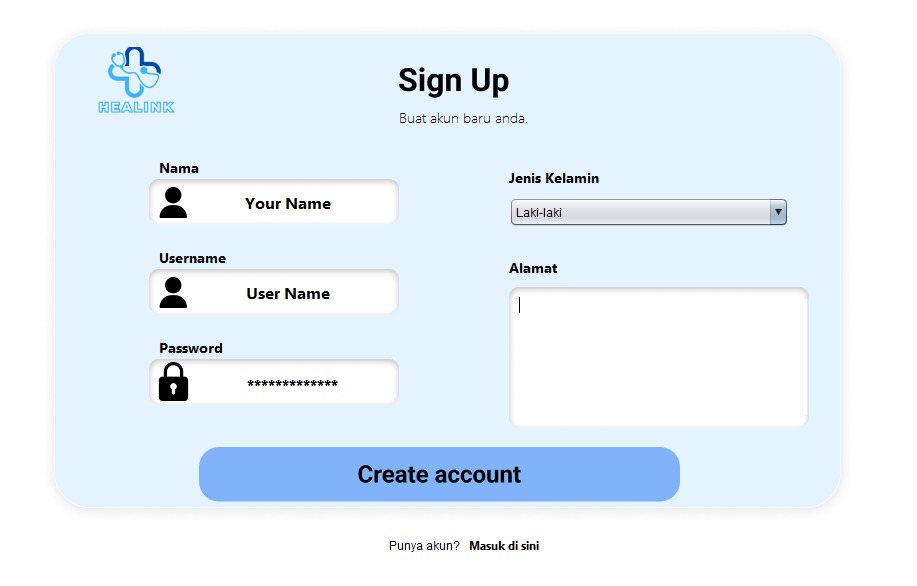 HEALINK
Sign Up
Buat akun baru anda.
Nama
Your Name
Username
User Name
Password
*************
Jenis Kelamin
Laki-laki
Alamat
Create account
Punya akun? Masuk di sini